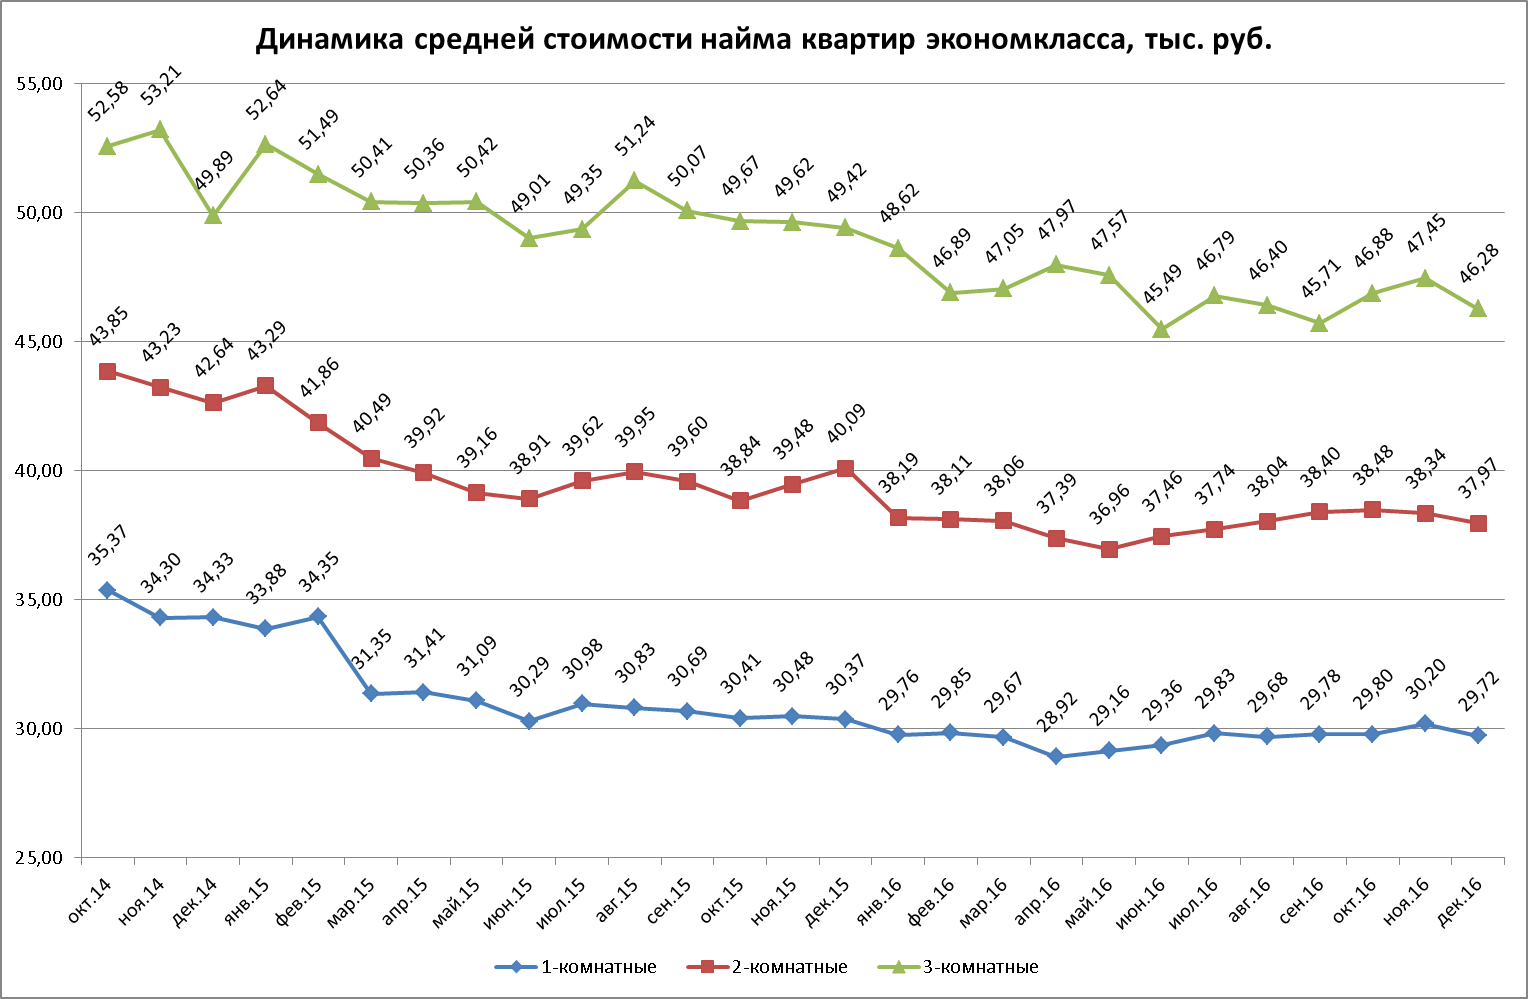 Динамика средней стоимости найма квартир экономкласса, тыс. руб.
55,00
50,00
45,00
40,00
35,00
30,00
25,00
52,58 53,21 49,89 52,64 51,49 50,41 50,36 50,42 49,01 49,35 51,24 50,07 49,67 49,62 49,42 48,62 46,89 47,05 47,97 47,57 45,49 46,79 46,40 45,71 46,88 47,45 46,28
43,85 43,23 42,64 43,29 41,86 40,49 39,92 39,16 38,91 39,62 39,95 39,60 38,84 39,48 40,09 38,19 38,11 38,06 37,39 36,96 37,46 37,74 38,04 38,40 38,48 38,34 37,97
35,37 34,30 34,33 33,88 34,35 31,35 31,41 31,09 30,29 30,98 30,83 30,69 30,41 30,48 30,37 29,76 29,85 29,67 28,92 29,16 29,36 29,83 29,68 29,78 29,80 30,20 29,72
окт.14 ноя.14 дек.14 янв.15 фев.15 мар.15 апр.15 май.15 июн.15 июл.15 авг.15 сен.15 окт.15 ноя.15 дек.15 янв.16 фев.16 мар.16 апр.16 май.16 июн.16 июл.16 авг.16 сен.16 окт.16 ноя.16 дек.16
1-комнатные 2-комнатные 3-комнатные